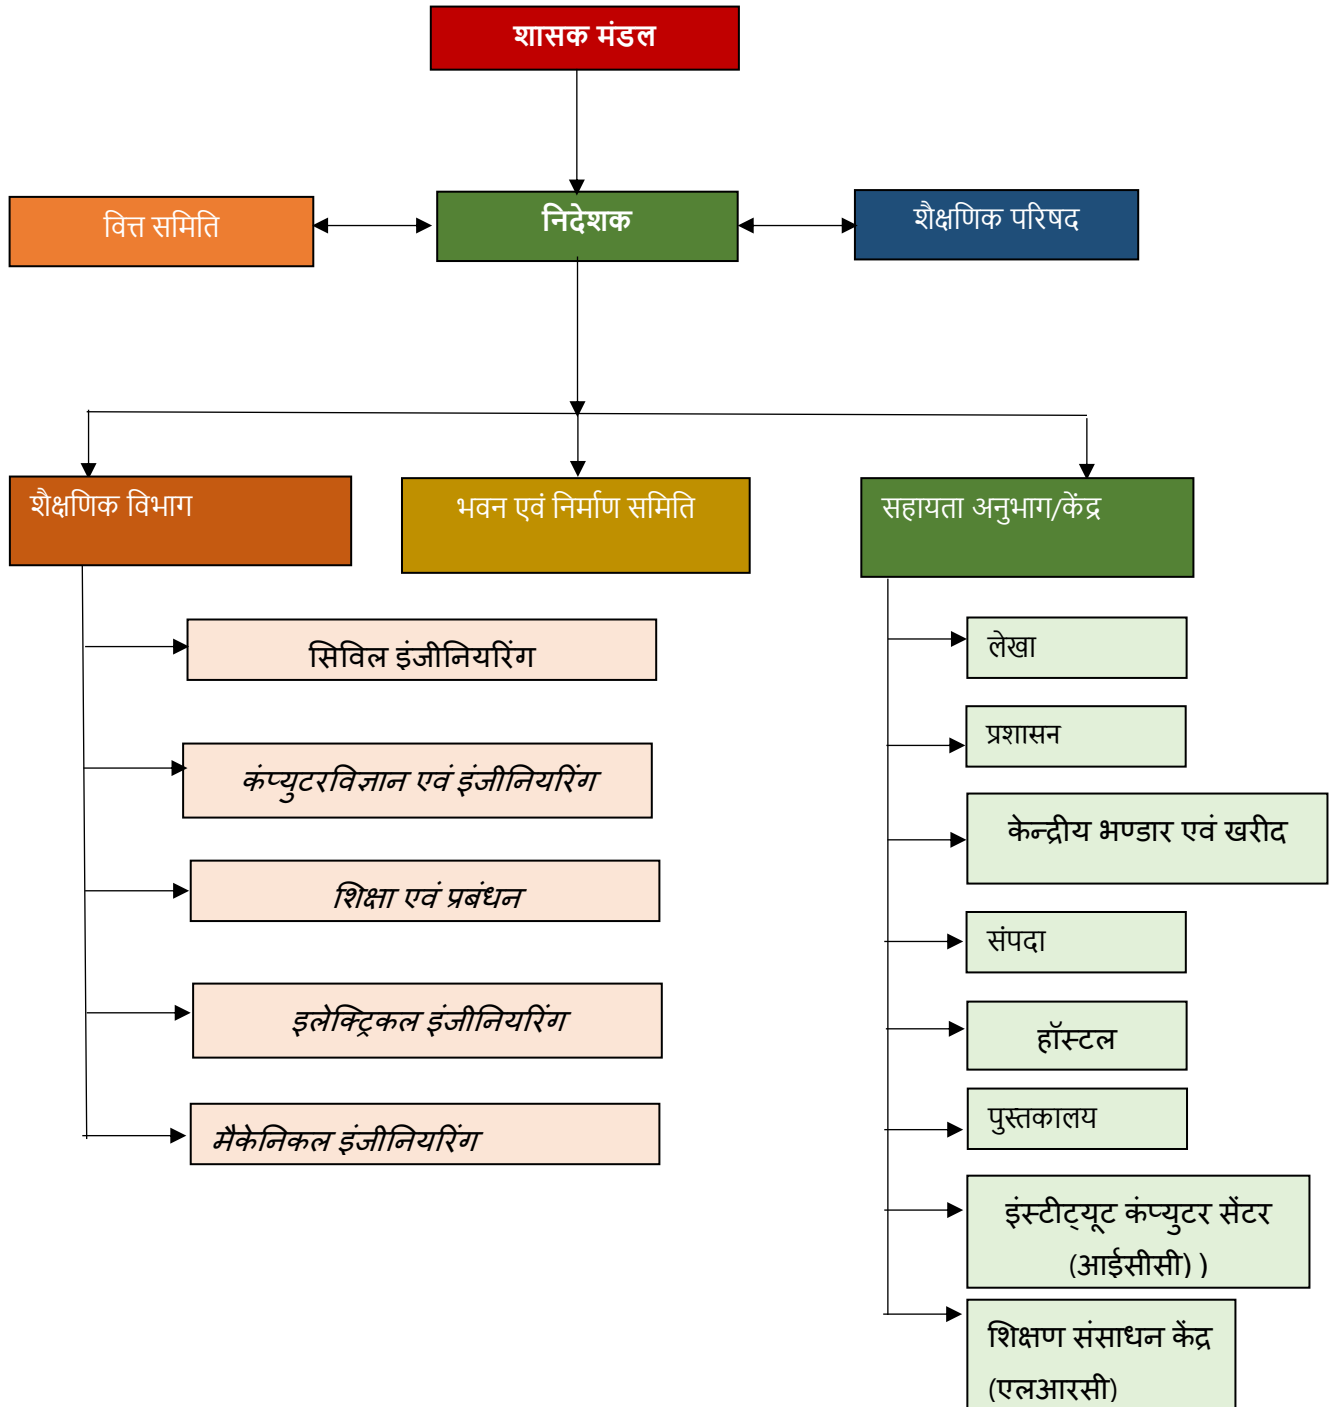 शासक मंडल
वित्त समिति
निदेशक
शैक्षणिक परिषद
शैक्षणिक विभाग
भवन एवं निर्माण समिति
सहायता अनुभाग/केंद्र
सिविल इंजीनियरिंग
कंप्युटरविज्ञान एवं इंजीनियरिंग
शिक्षा एवं प्रबंधन
इलेक्ट्रिकल इंजीनियरिंग
मैकेनिकल इंजीनियरिंग
लेखा
प्रशासन
केन्द्रीय भण्डार एवं खरीद
संपदा
हॉस्टल
पुस्तकालय
इंस्टीट्यूट कंप्युटर सेंटर
(आईसीसी) )
शिक्षण संसाधन केंद्र
(एलआरसी)